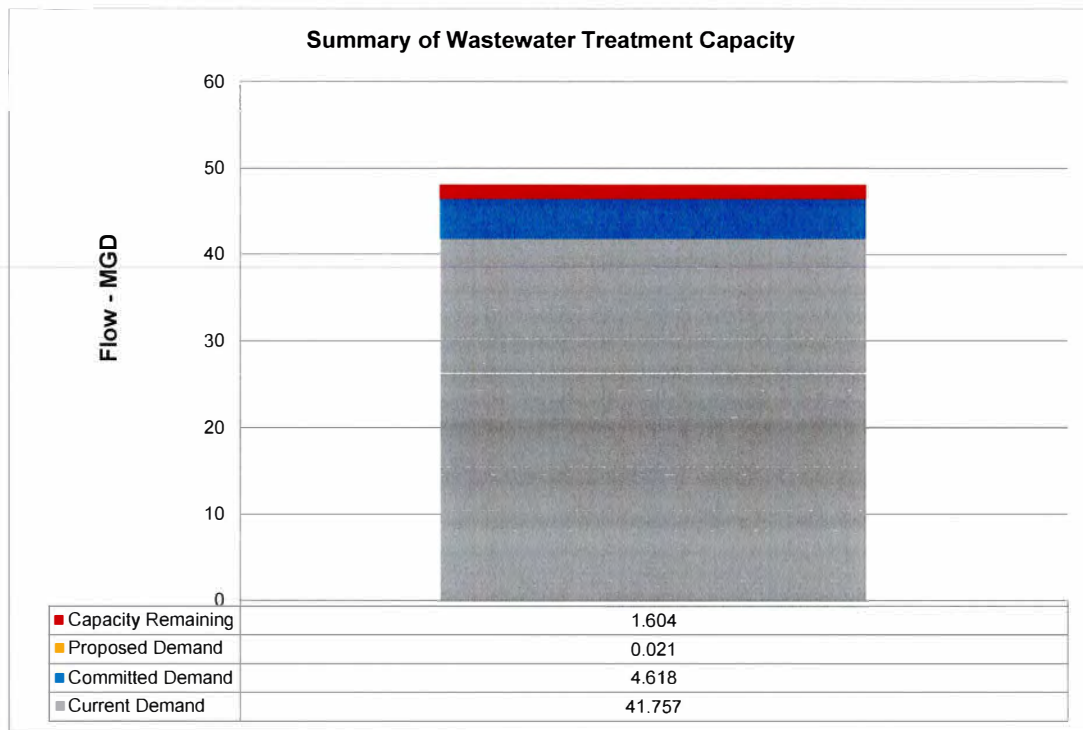 Summary of Wastewater Treatment Capacity
Flow - MGD
60
50
40
30
20
10
0
Capacity Remaining 1.604
Proposed Demand 0.021
Committed Demand 4.618
Current Demand 41.757